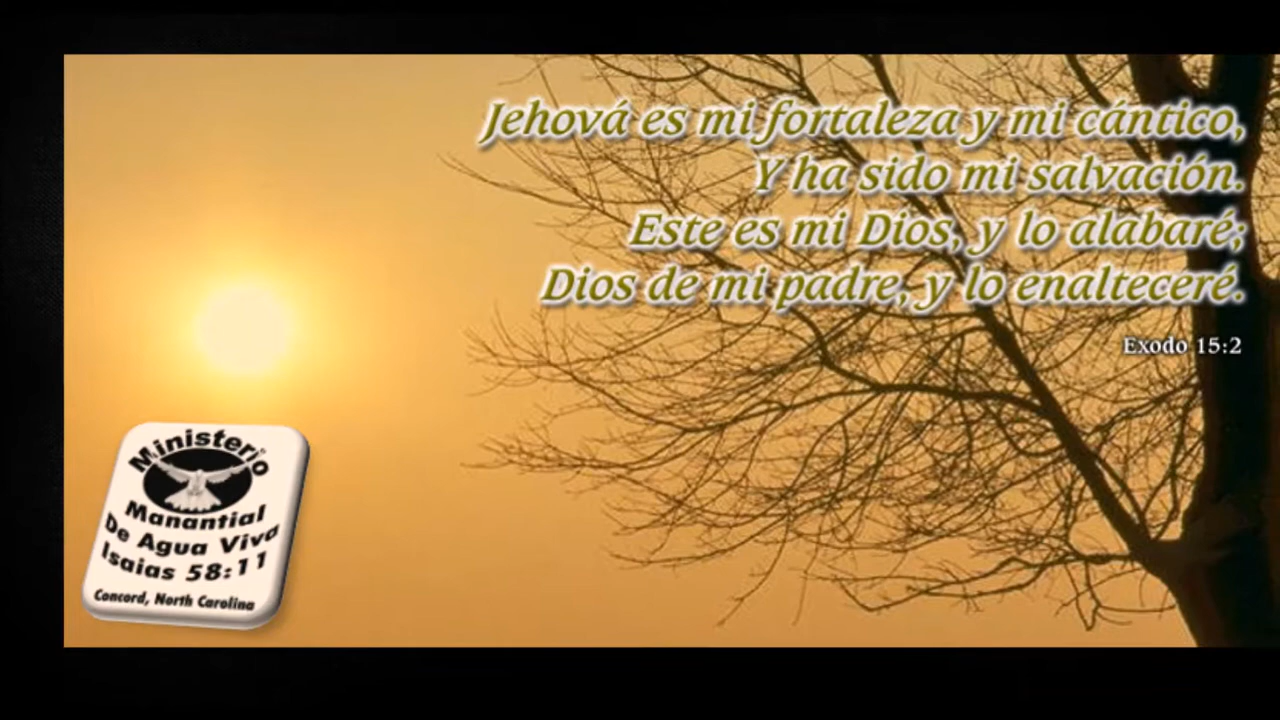 Jehová es mi fortaleza y mi cántico,
Y ha sido mi salvación.
Este es mi Dios, y lo alabaré;
Dios de mi padre, y lo enalteceré.
Exodo 15:2
Ministerio
Manantial
De Agua Viva
Isaias 58:11
Concord, North Carolina